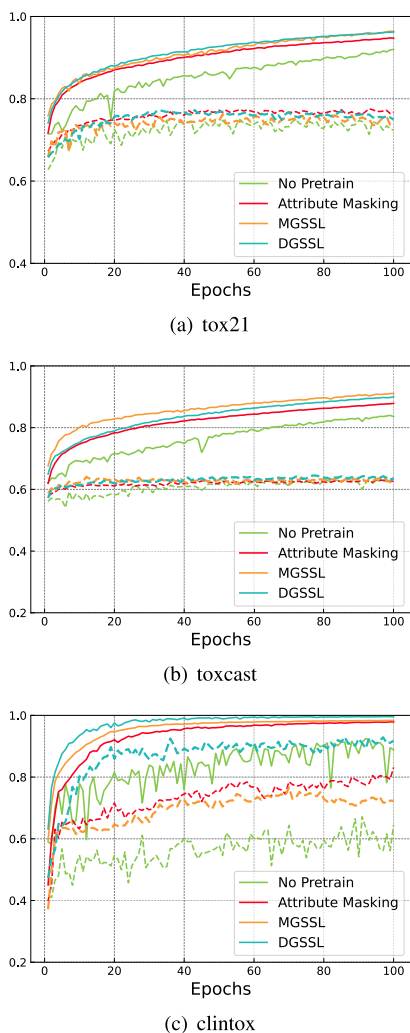 1.0
0.8
0.6
0.4
0 20 40 60 80 100
Epochs
No Pretrain
Attribute Masking
MGSSL
DGSSL
(a) tox21
1.0
0.8
0.6
0.4
0.2
0 20 40 60 80 100
Epochs
No Pretrain
Attribute Masking
MGSSL
DGSSL
(b) toxcast
1.0
0.8
0.6
0.4
0.2
0 20 40 60 80 100
Epochs
No Pretrain
Attribute Masking
MGSSL
DGSSL
(c) clintox